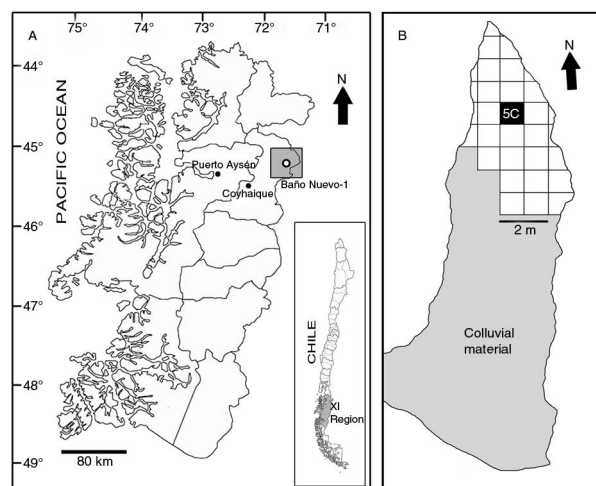 75° 74° 73° 72° 71°
A
44°
45°
46°
47°
48°
49°
PACIFIC OCEAN
N
Puerto Aysén
Coyhaique
Baño Nuevo-1
80 km
CHILE
XI
Region
B
N
5C
2 m
Colluvial
material